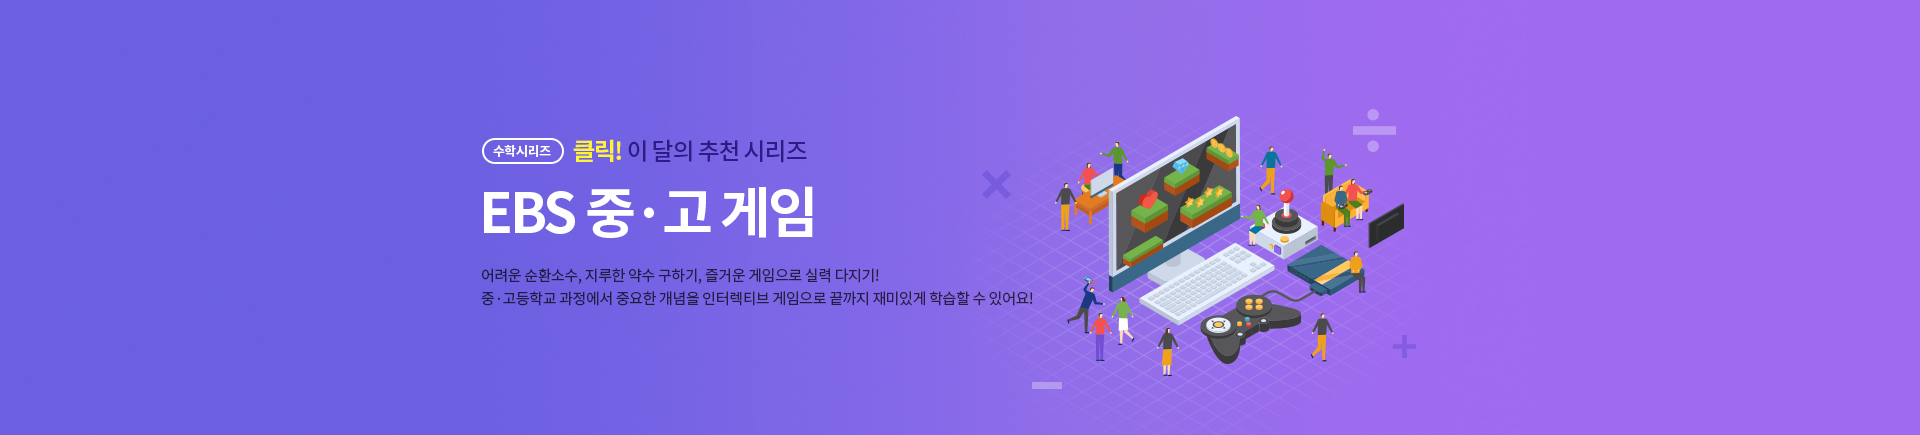 수학시리즈 클릭! 이 달의 추천 시리즈
EBS 중·고 게임
어려운 순환소수, 지루한 약수 구하기, 즐거운 게임으로 실력 다지기!
중·고등학교 과정에서 중요한 개념을 인터렉티브 게임으로 끝까지 재미있게 학습할 수 있어요!